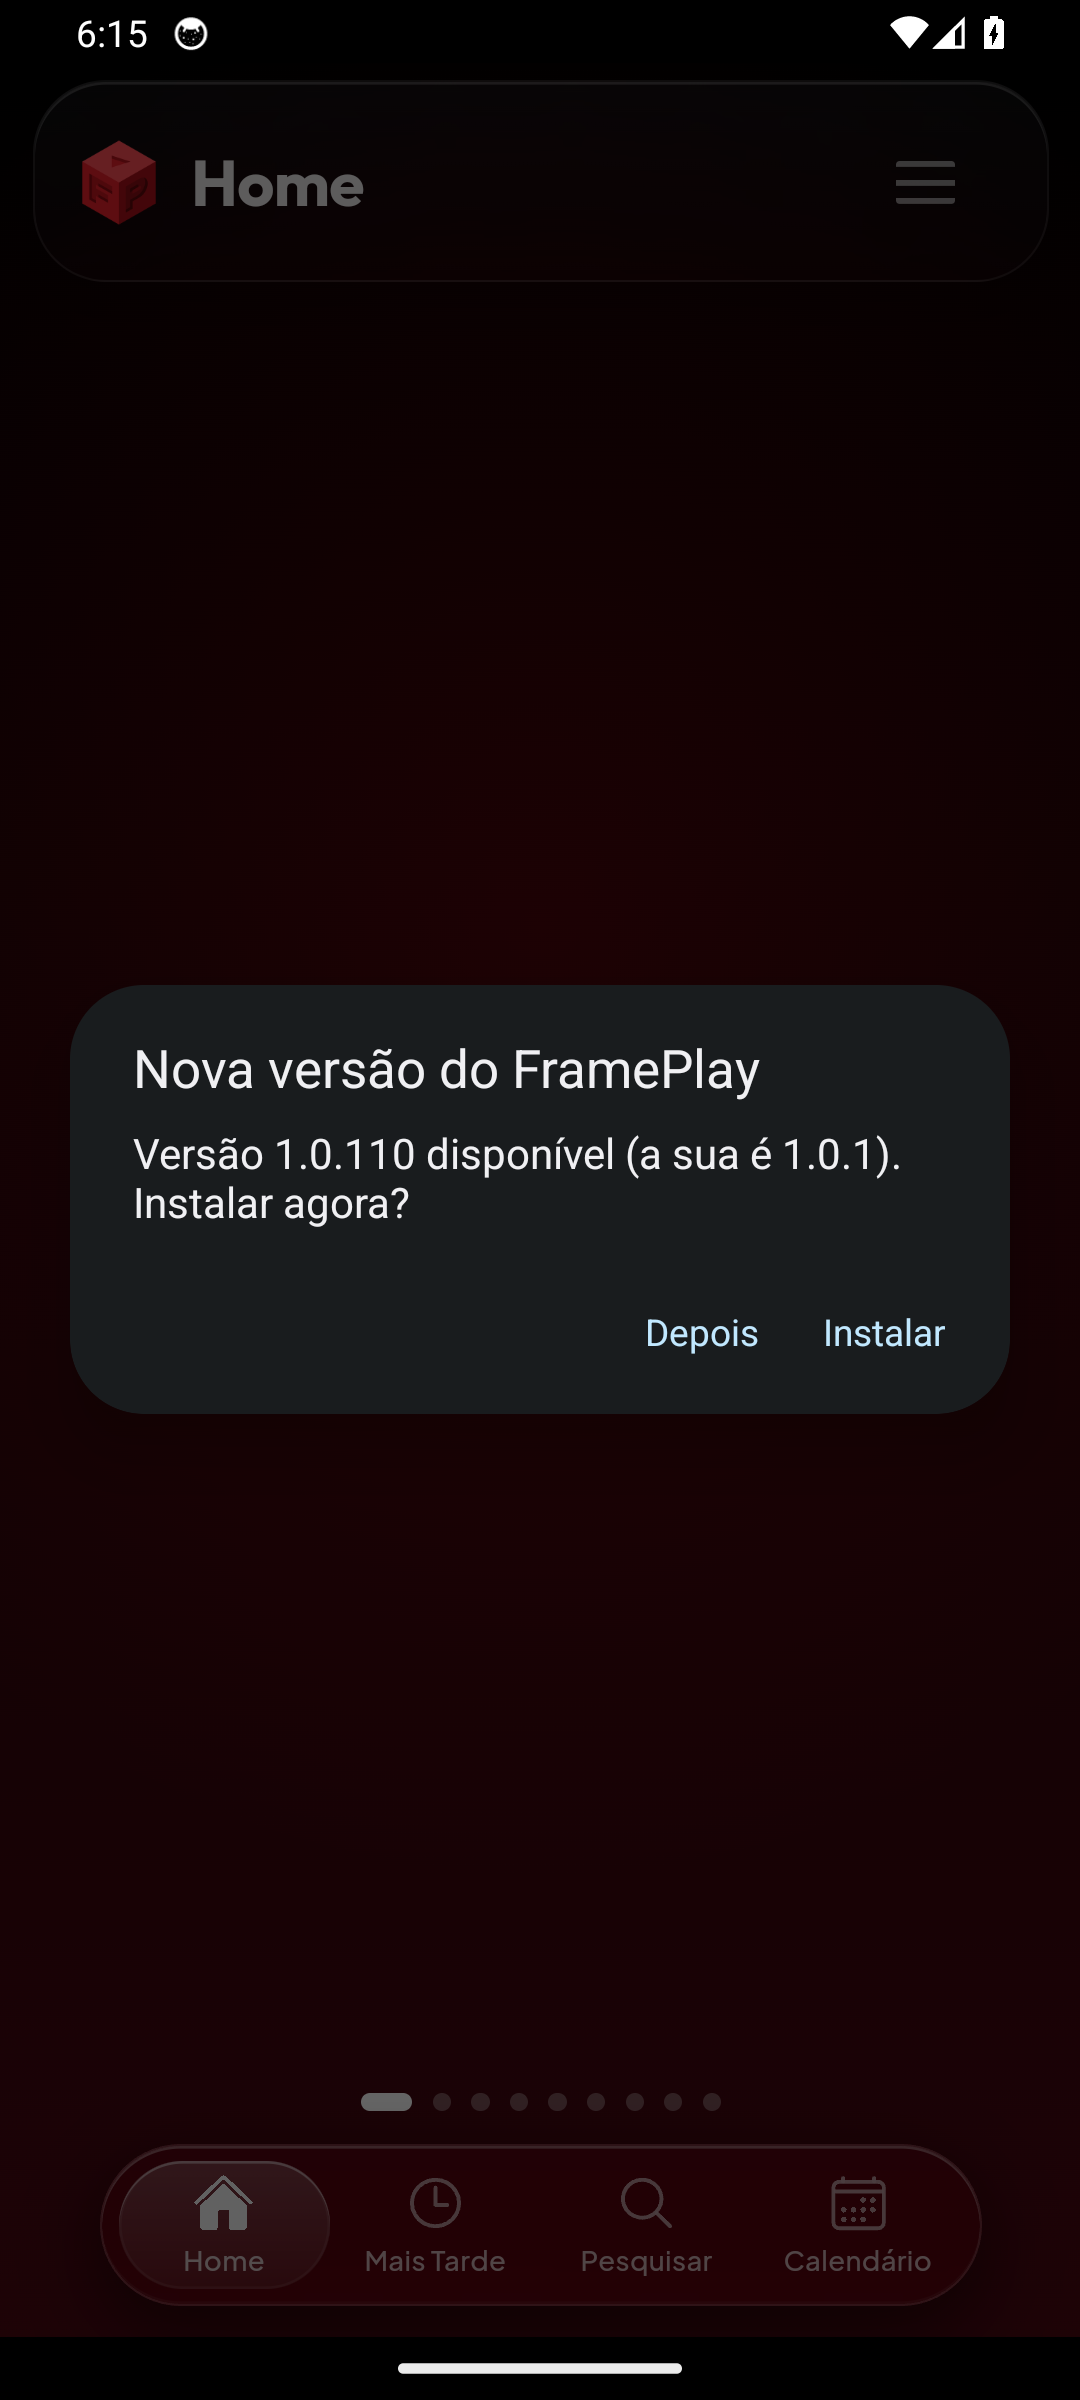 6:15
Home
Nova versão do FramePlay
Versão 1.0.110 disponível (a sua é 1.0.1).
Instalar agora?
Depois Instalar
Home Mais Tarde Pesquisar Calendário